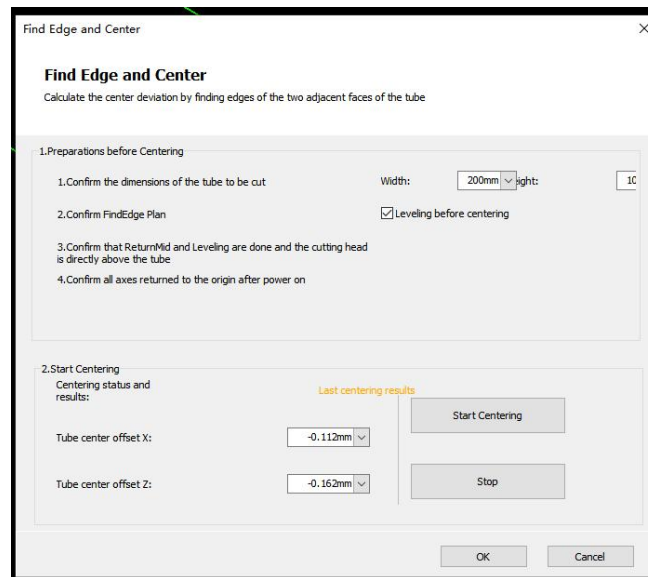 Find Edge and Center
Find Edge and Center
Calculate the center deviation by finding edges of the two adjacent faces of the tube
1.Preparations before Centering
1.Confirm the dimensions of the tube to be cut Width: 200mm eight: 10
2.Confirm FindEdge Plan Leveling before centering
3.Confirm that ReturnMid and Leveling are done and the cutting head
is directly above the tube
4.Confirm all axes returned to the origin after power on
2.Start Centering
Centering status and
results:
Last centering results
Start Centering
Tube center offset X: -0.112mm
Tube center offset Z: -0.162mm
Stop
OK Cancel